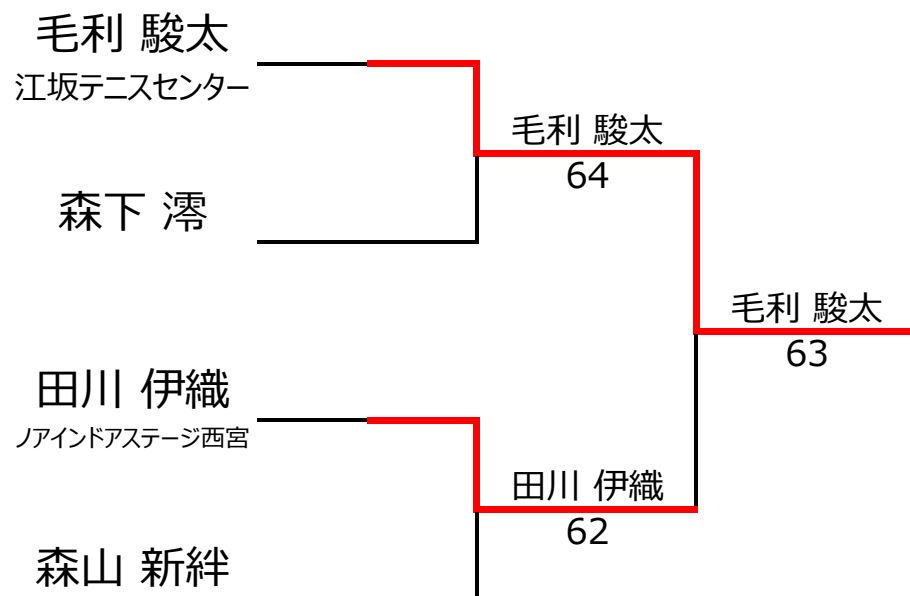 毛利 駿太
江坂テニスセンター
毛利 駿太
64
森下 澪
毛利 駿太
63
田川 伊織
ノアインドアステージ西宮
田川 伊織
62
森山 新絆